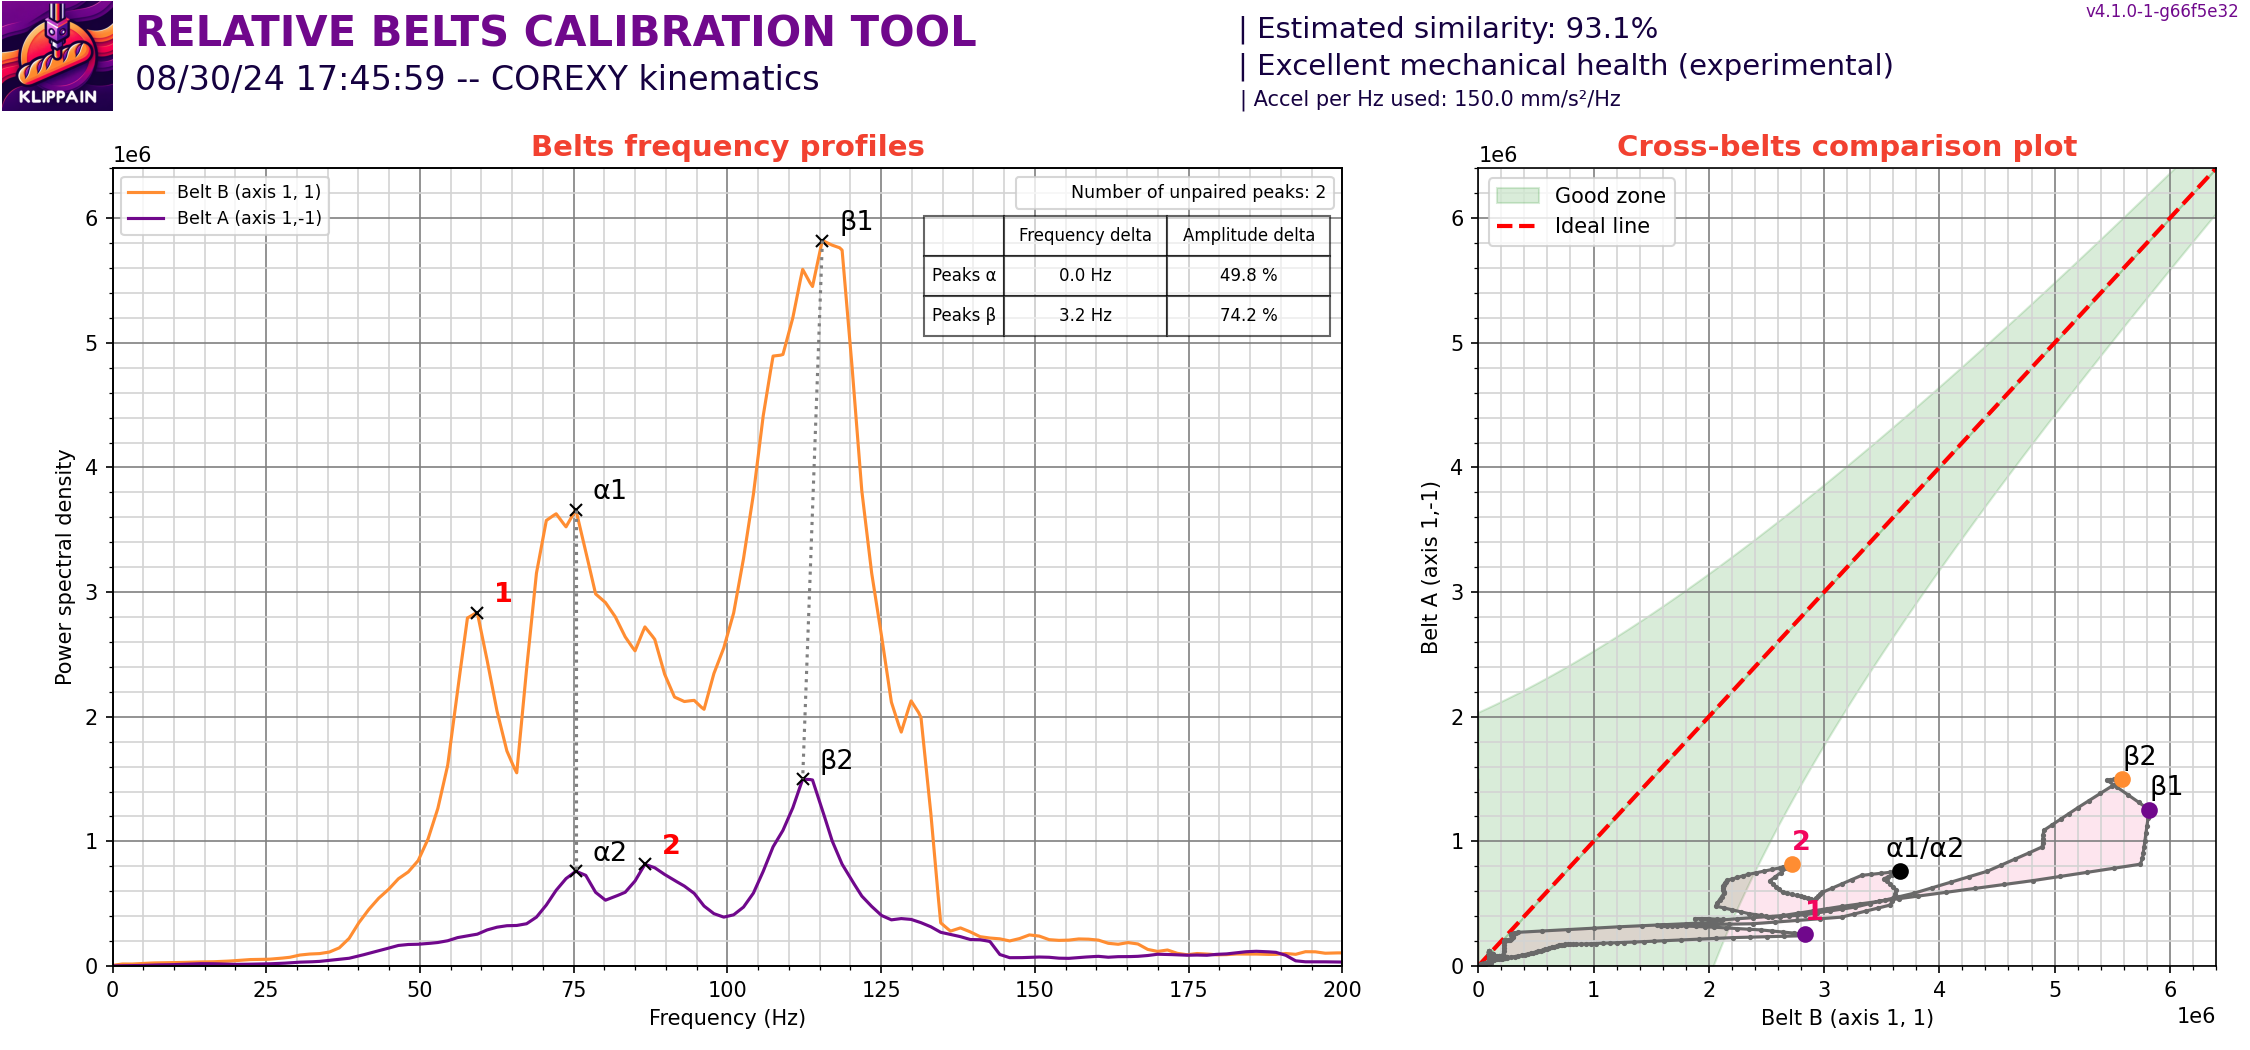 KLIPPAIN
RELATIVE BELTS CALIBRATION TOOL
08/30/24 17:45:59 -- COREXY kinematics
| Estimated similarity: 93.1%
| Excellent mechanical health (experimental)
| Accel per Hz used: 150.0 mm/s²/Hz
v4.1.0-1-g66f5e32
Belts frequency profiles
1e6
Belt B (axis 1, 1)
Belt A (axis 1,-1)
Number of unpaired peaks: 2
Frequency delta Amplitude delta
Peaks α 0.0 Hz 49.8 %
Peaks β 3.2 Hz 74.2 %
β1
α1
1
β2
α2
2
6
5
4
3
2
1
0
Power spectral density
0 25 50 75 100 125 150 175 200
Frequency (Hz)
Cross-belts comparison plot
1e6
Good zone
Ideal line
β2
β1
2
α1/α2
1
6
5
4
3
2
1
0
Belt A (axis 1,-1)
0 1 2 3 4 5 6
Belt B (axis 1, 1)
1e6